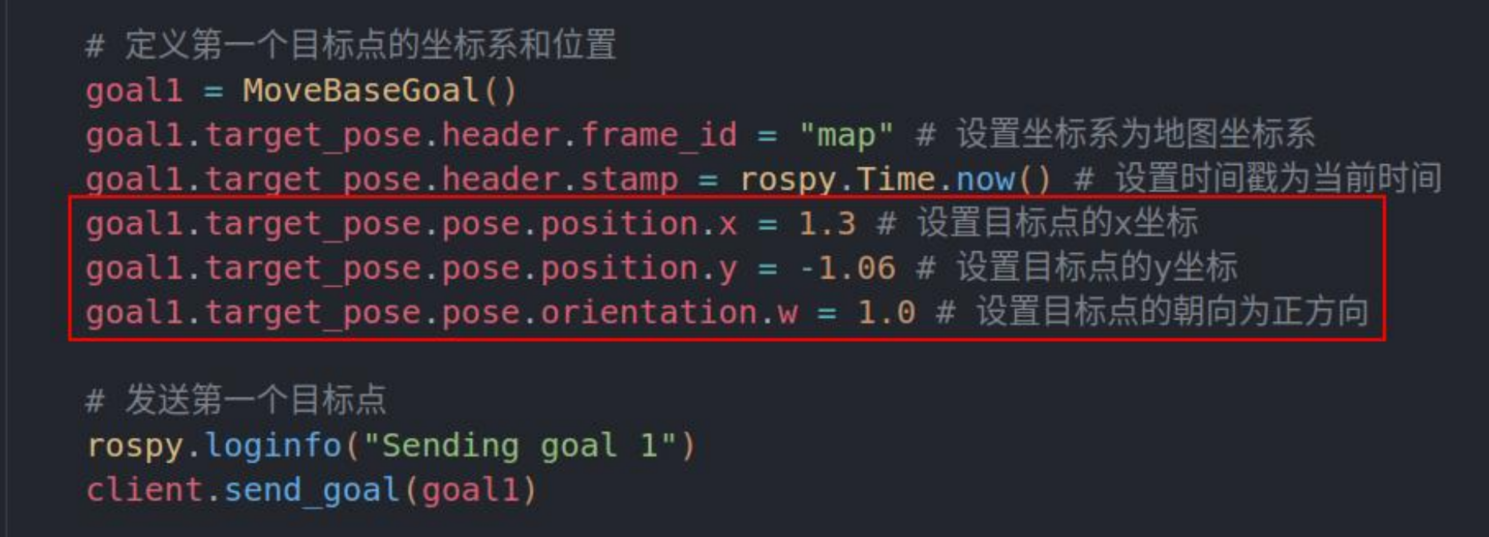 # 定义第一个目标点的坐标系和位置
goal1 = MoveBaseGoal()
goal1.target_pose.header.frame_id = "map" # 设置坐标系为地图坐标系
goal1.target_pose.header.stamp = rospy.Time.now() # 设置时间戳为当前时间
goal1.target_pose.pose.position.x = 1.3 # 设置目标点的x坐标
goal1.target_pose.pose.position.y = -1.06 # 设置目标点的y坐标
goal1.target_pose.pose.orientation.w = 1.0 # 设置目标点的朝向为正方向
# 发送第一个目标点
rospy.loginfo("Sending goal 1")
client.send_goal(goal1)